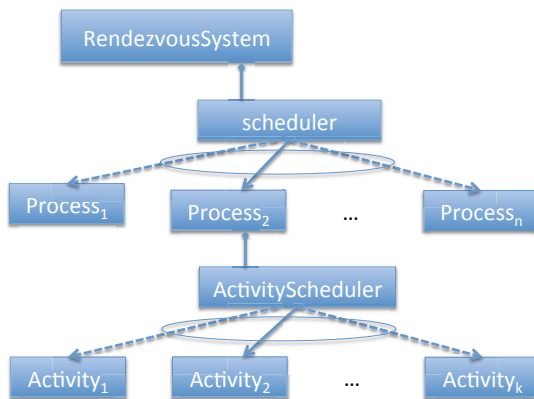 RendezvousSystem
scheduler
Process₁ Process₂ ... Processₙ
ActivityScheduler
Activity₁ Activity₂ ... Activityₖ